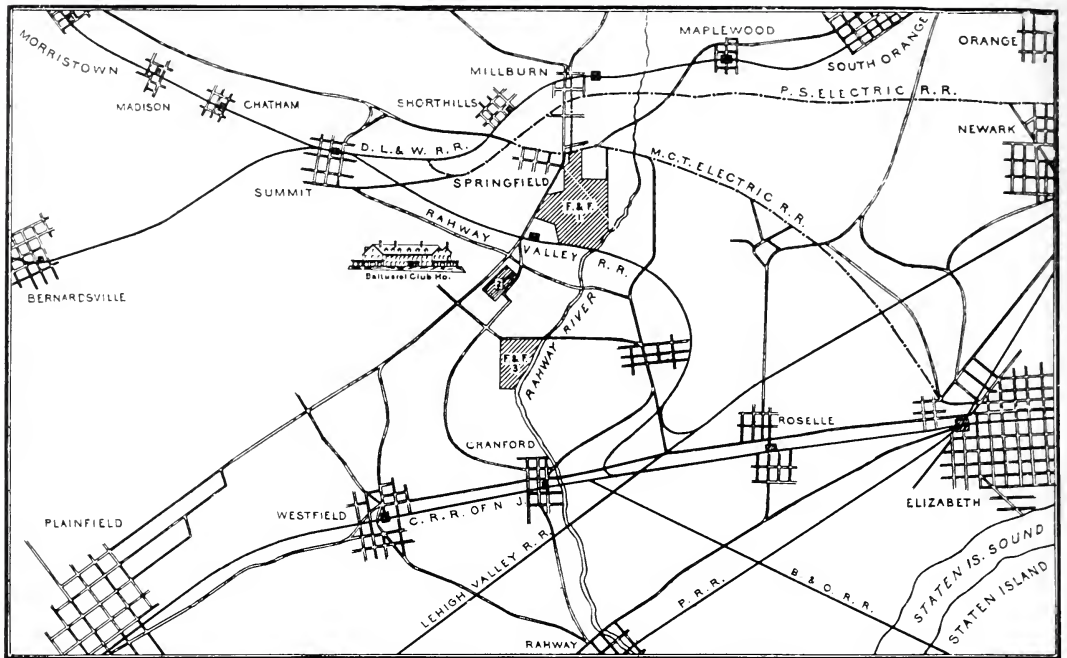 MAPLEWOOD
SOUTH ORANGE
ORANGE
MORRISTOWN
MILLBURN
MADISON
CHATHAM
SHORTHILLS
P. S. ELECTRIC R. R.
NEWARK
D. L. & W. R. R.
M. C. T. ELECTRIC R. R.
SPRINGFIELD
SUMMIT
F. & F.
1
RAHWAY VALLEY R. R.
Baltusrol Club Ho.
2
BERNARDSVILLE
RAHWAY RIVER
F. & F.
3
ROSELLE
CRANFORD
ELIZABETH
WESTFIELD
C. R. R. OF N. J.
PLAINFIELD
LEHIGH VALLEY R. R.
P. R. R.
B & O. R. R.
STATEN IS. SOUND
STATEN ISLAND
RAHWAY